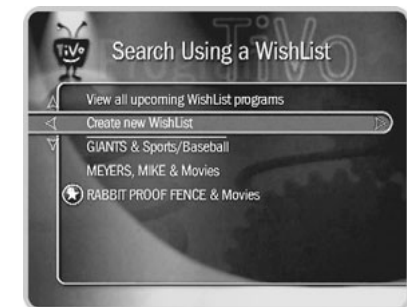 TiVo
Search Using a WishList
View all upcoming WishList programs
Create new WishList
GIANTS & Sports/Baseball
MEYERS, MIKE & Movies
RABBIT PROOF FENCE & Movies